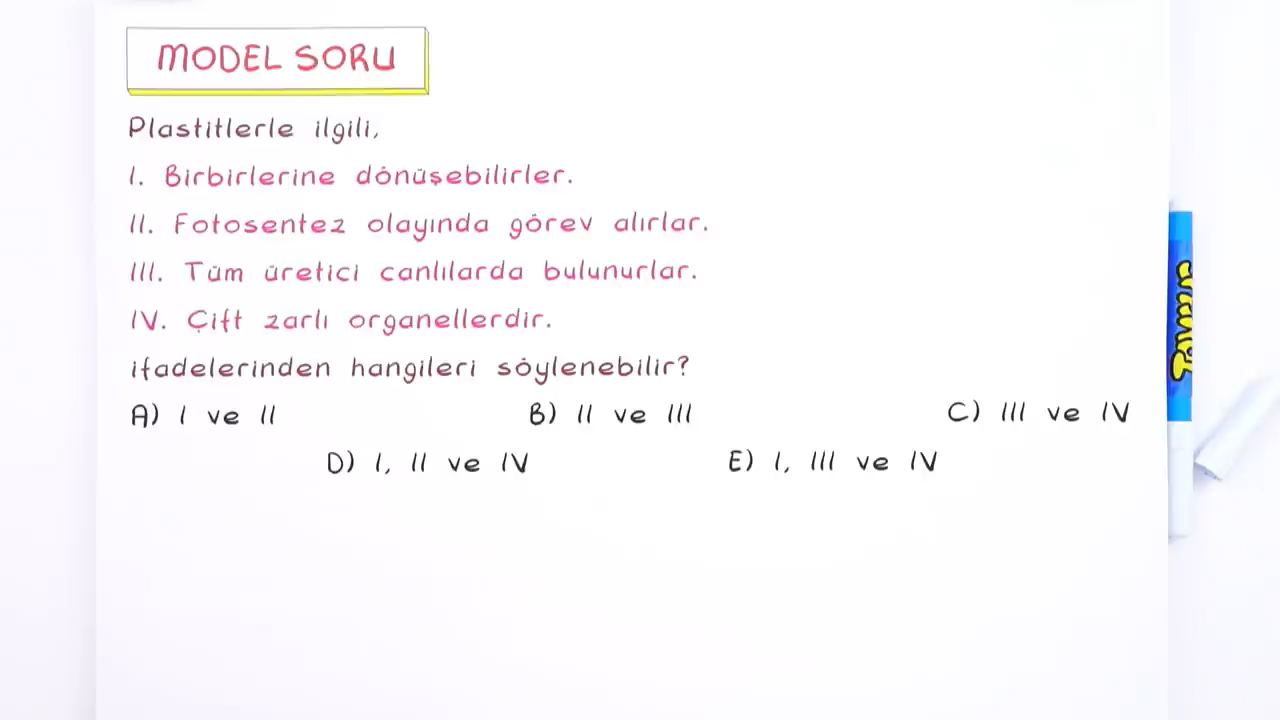 MODEL SORU
Plastitlerle ilgili,
I. Birbirlerine dönüşebilirler.
II. Fotosentez olayında görev alırlar.
III. Tüm üretici canlılarda bulunurlar.
IV. Çift zarlı organellerdir.
ifadelerinden hangileri söylenebilir?
A) I ve II B) II ve III C) III ve IV
D) I, II ve IV E) I, III ve IV